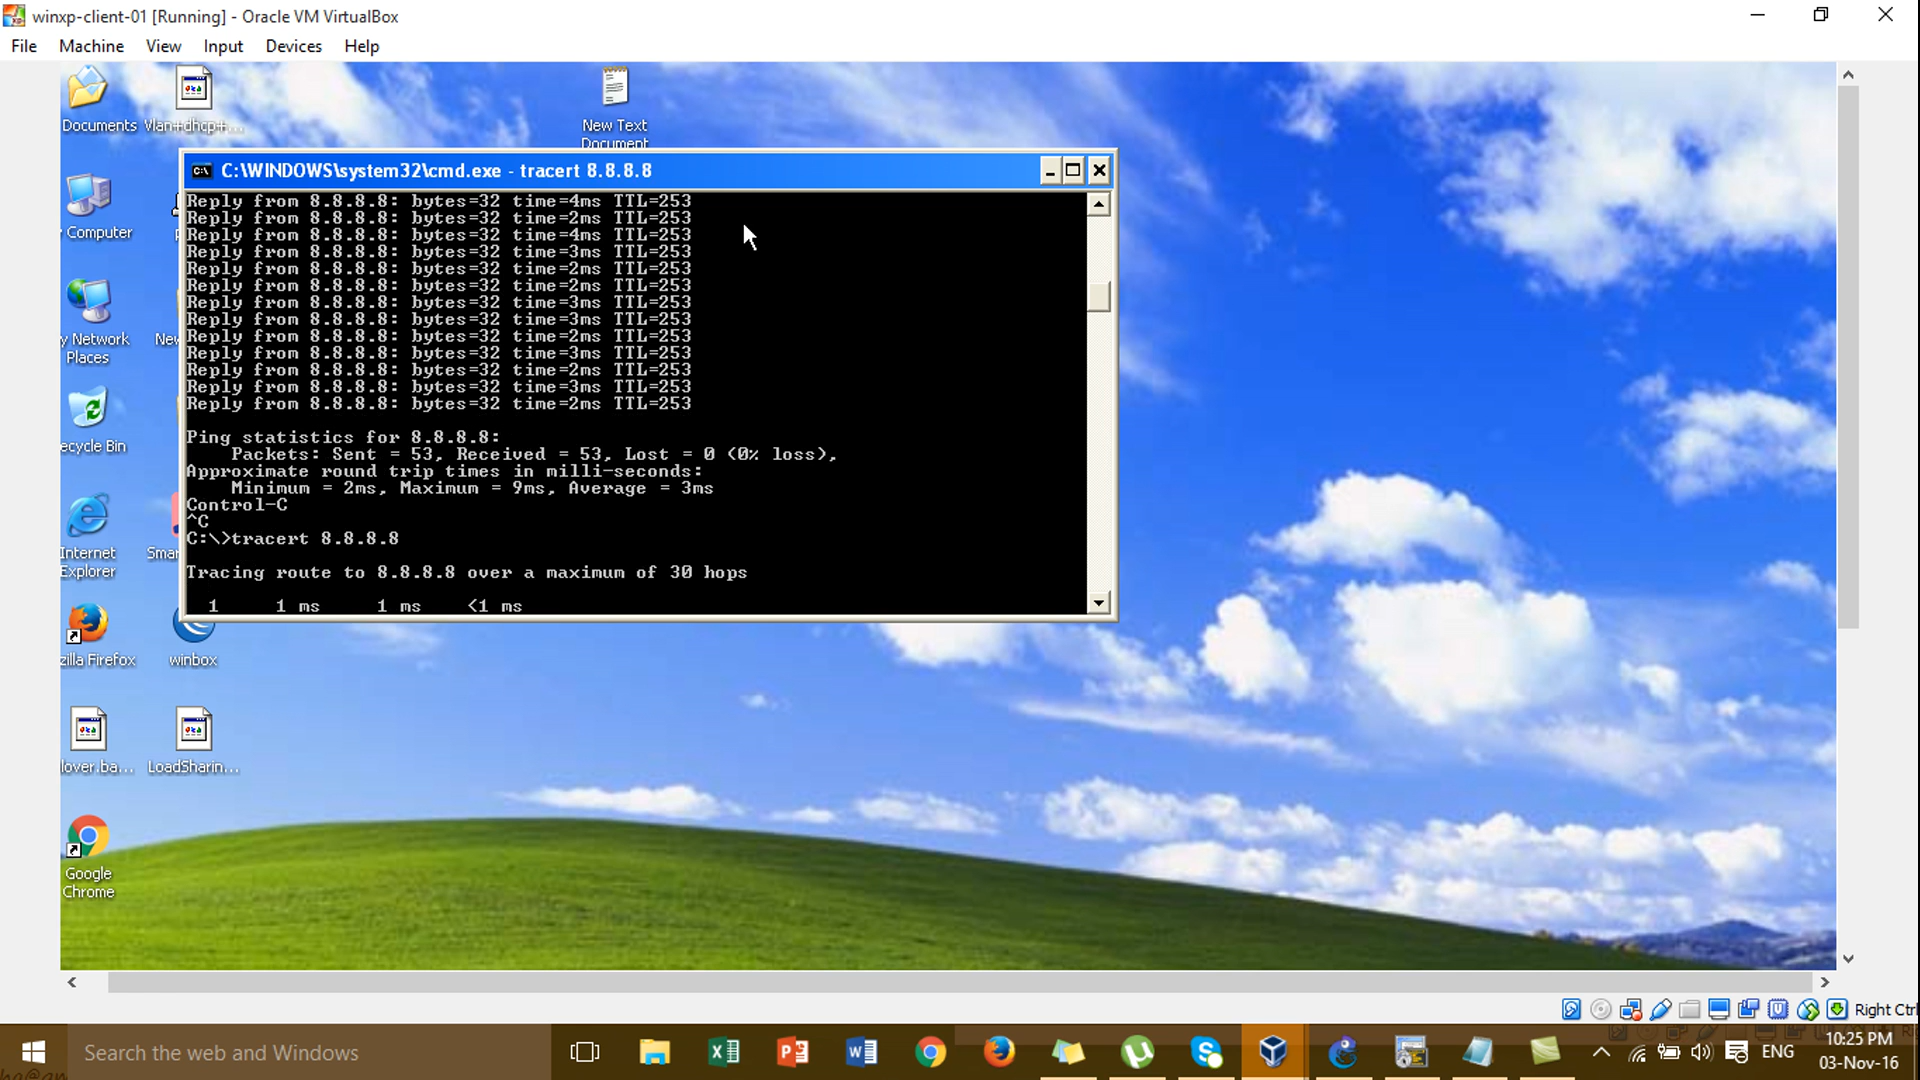 winxp-client-01 [Running] - Oracle VM VirtualBox
File Machine View Input Devices Help
Documents
Vlan+dhcp+...
New Text
Document
y Computer
y Network
Places
New
ecycle Bin
Internet
Explorer
Smar
zilla Firefox
winbox
lover.ba...
LoadSharin...
Google
Chrome
C:\WINDOWS\system32\cmd.exe - tracert 8.8.8.8
Reply from 8.8.8.8: bytes=32 time=4ms TTL=253
Reply from 8.8.8.8: bytes=32 time=2ms TTL=253
Reply from 8.8.8.8: bytes=32 time=4ms TTL=253
Reply from 8.8.8.8: bytes=32 time=3ms TTL=253
Reply from 8.8.8.8: bytes=32 time=2ms TTL=253
Reply from 8.8.8.8: bytes=32 time=2ms TTL=253
Reply from 8.8.8.8: bytes=32 time=3ms TTL=253
Reply from 8.8.8.8: bytes=32 time=3ms TTL=253
Reply from 8.8.8.8: bytes=32 time=2ms TTL=253
Reply from 8.8.8.8: bytes=32 time=3ms TTL=253
Reply from 8.8.8.8: bytes=32 time=2ms TTL=253
Reply from 8.8.8.8: bytes=32 time=3ms TTL=253
Reply from 8.8.8.8: bytes=32 time=2ms TTL=253
Ping statistics for 8.8.8.8:
Packets: Sent = 53, Received = 53, Lost = 0 (0% loss),
Approximate round trip times in milli-seconds:
Minimum = 2ms, Maximum = 9ms, Average = 3ms
Control-C
^C
C:\>tracert 8.8.8.8
Tracing route to 8.8.8.8 over a maximum of 30 hops
1 1 ms 1 ms <1 ms
Right Ctrl
Search the web and Windows
ENG
10:25 PM
03-Nov-16